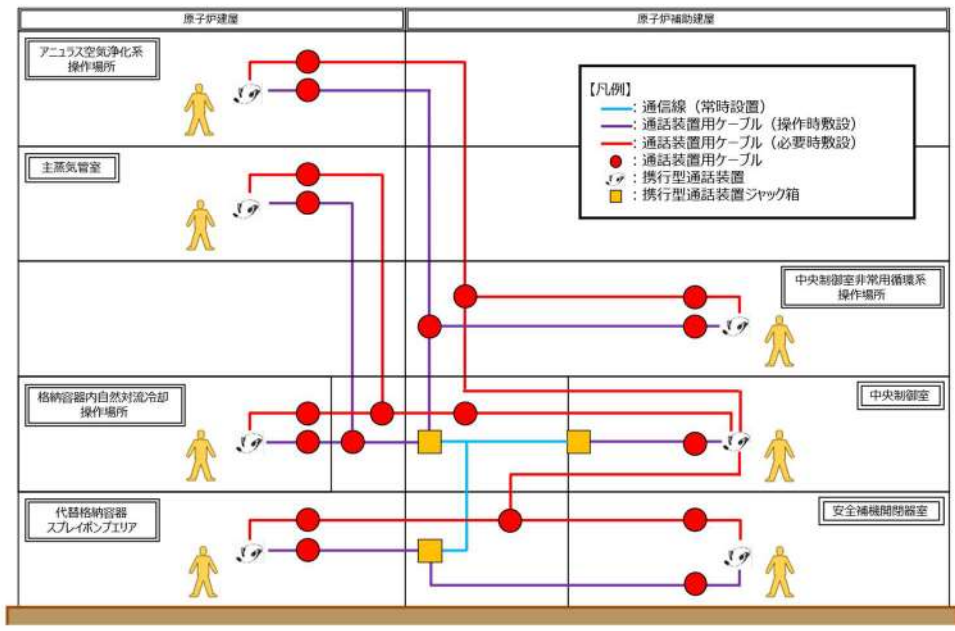 原子炉建屋
原子炉補助建屋
アニュラス空気浄化系
操作場所
【凡例】
：通信線（常時設置）
：通話装置用ケーブル（操作時敷設）
：通話装置用ケーブル（必要時敷設）
：通話装置用ケーブル
：携行型通話装置
：携行型通話装置ジャック箱
主蒸気管室
中央制御室非常用循環系
操作場所
格納容器内自然対流冷却
操作場所
中央制御室
代替格納容器
スプレイポンプエリア
安全補機開閉器室